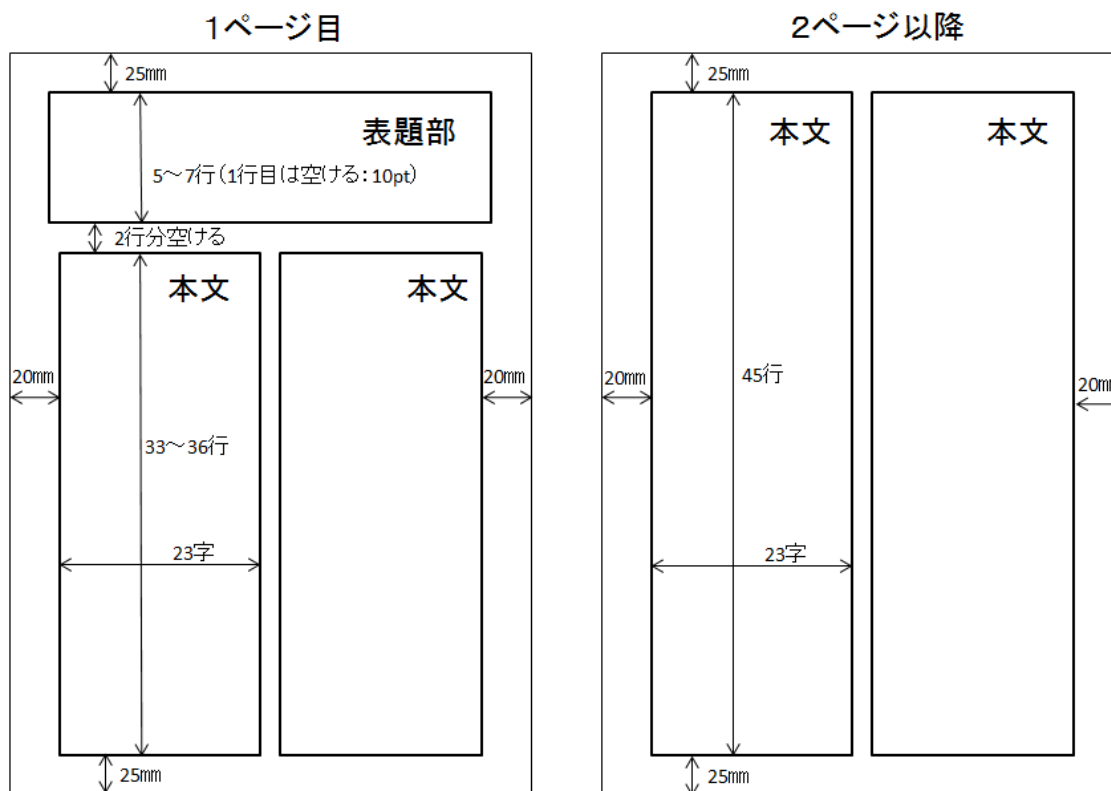 1ページ目
25㎜
表題部
5～7行（1行目は空ける：10pt）
2行分空ける
本文
本文
20㎜
20㎜
33～36行
23字
25㎜
2ページ以降
25㎜
本文
本文
20㎜
45行
20㎜
23字
25㎜